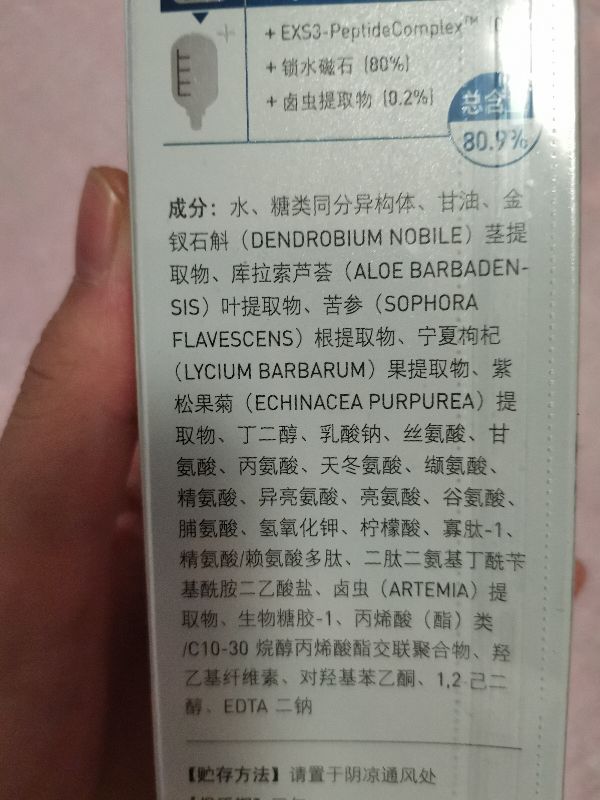 + EXS3-PeptideComplex™
+ 锁水磁石 (80%)
+ 卤虫提取物 (0.2%)
总含
80.9%
成分：水、糖类同分异构体、甘油、金
钗石斛（DENDROBIUM NOBILE）茎提
取物、库拉索芦荟（ALOE BARBADEN-
SIS）叶提取物、苦参（SOPHORA
FLAVESCENS）根提取物、宁夏枸杞
（LYCIUM BARBARUM）果提取物、紫
松果菊（ECHINACEA PURPUREA）提
取物、丁二醇、乳酸钠、丝氨酸、甘
氨酸、丙氨酸、天冬氨酸、缬氨酸、
精氨酸、异亮氨酸、亮氨酸、谷氨酸、
脯氨酸、氢氧化钾、柠檬酸、寡肽-1、
精氨酸/赖氨酸多肽、二肽二氨基丁酰苄
基酰胺二乙酸盐、卤虫（ARTEMIA）提
取物、生物糖胶-1、丙烯酸（酯）类
/C10-30 烷醇丙烯酸酯交联聚合物、羟
乙基纤维素、对羟基苯乙酮、1,2-己二
醇、EDTA 二钠
【贮存方法】请置于阴凉通风处